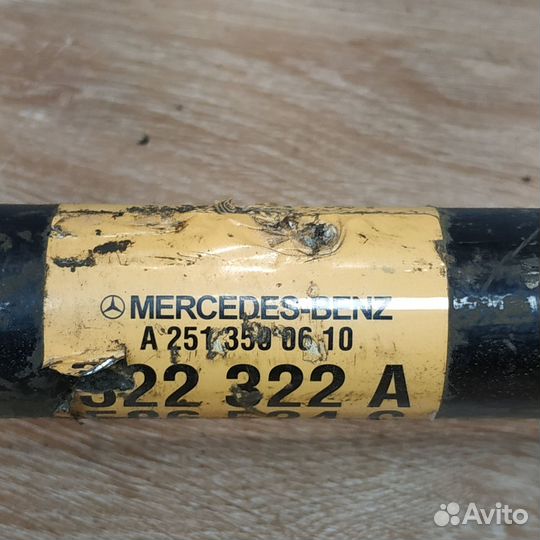 MERCEDES-BENZ
A 251 350 06 10
322 322 A
Avito